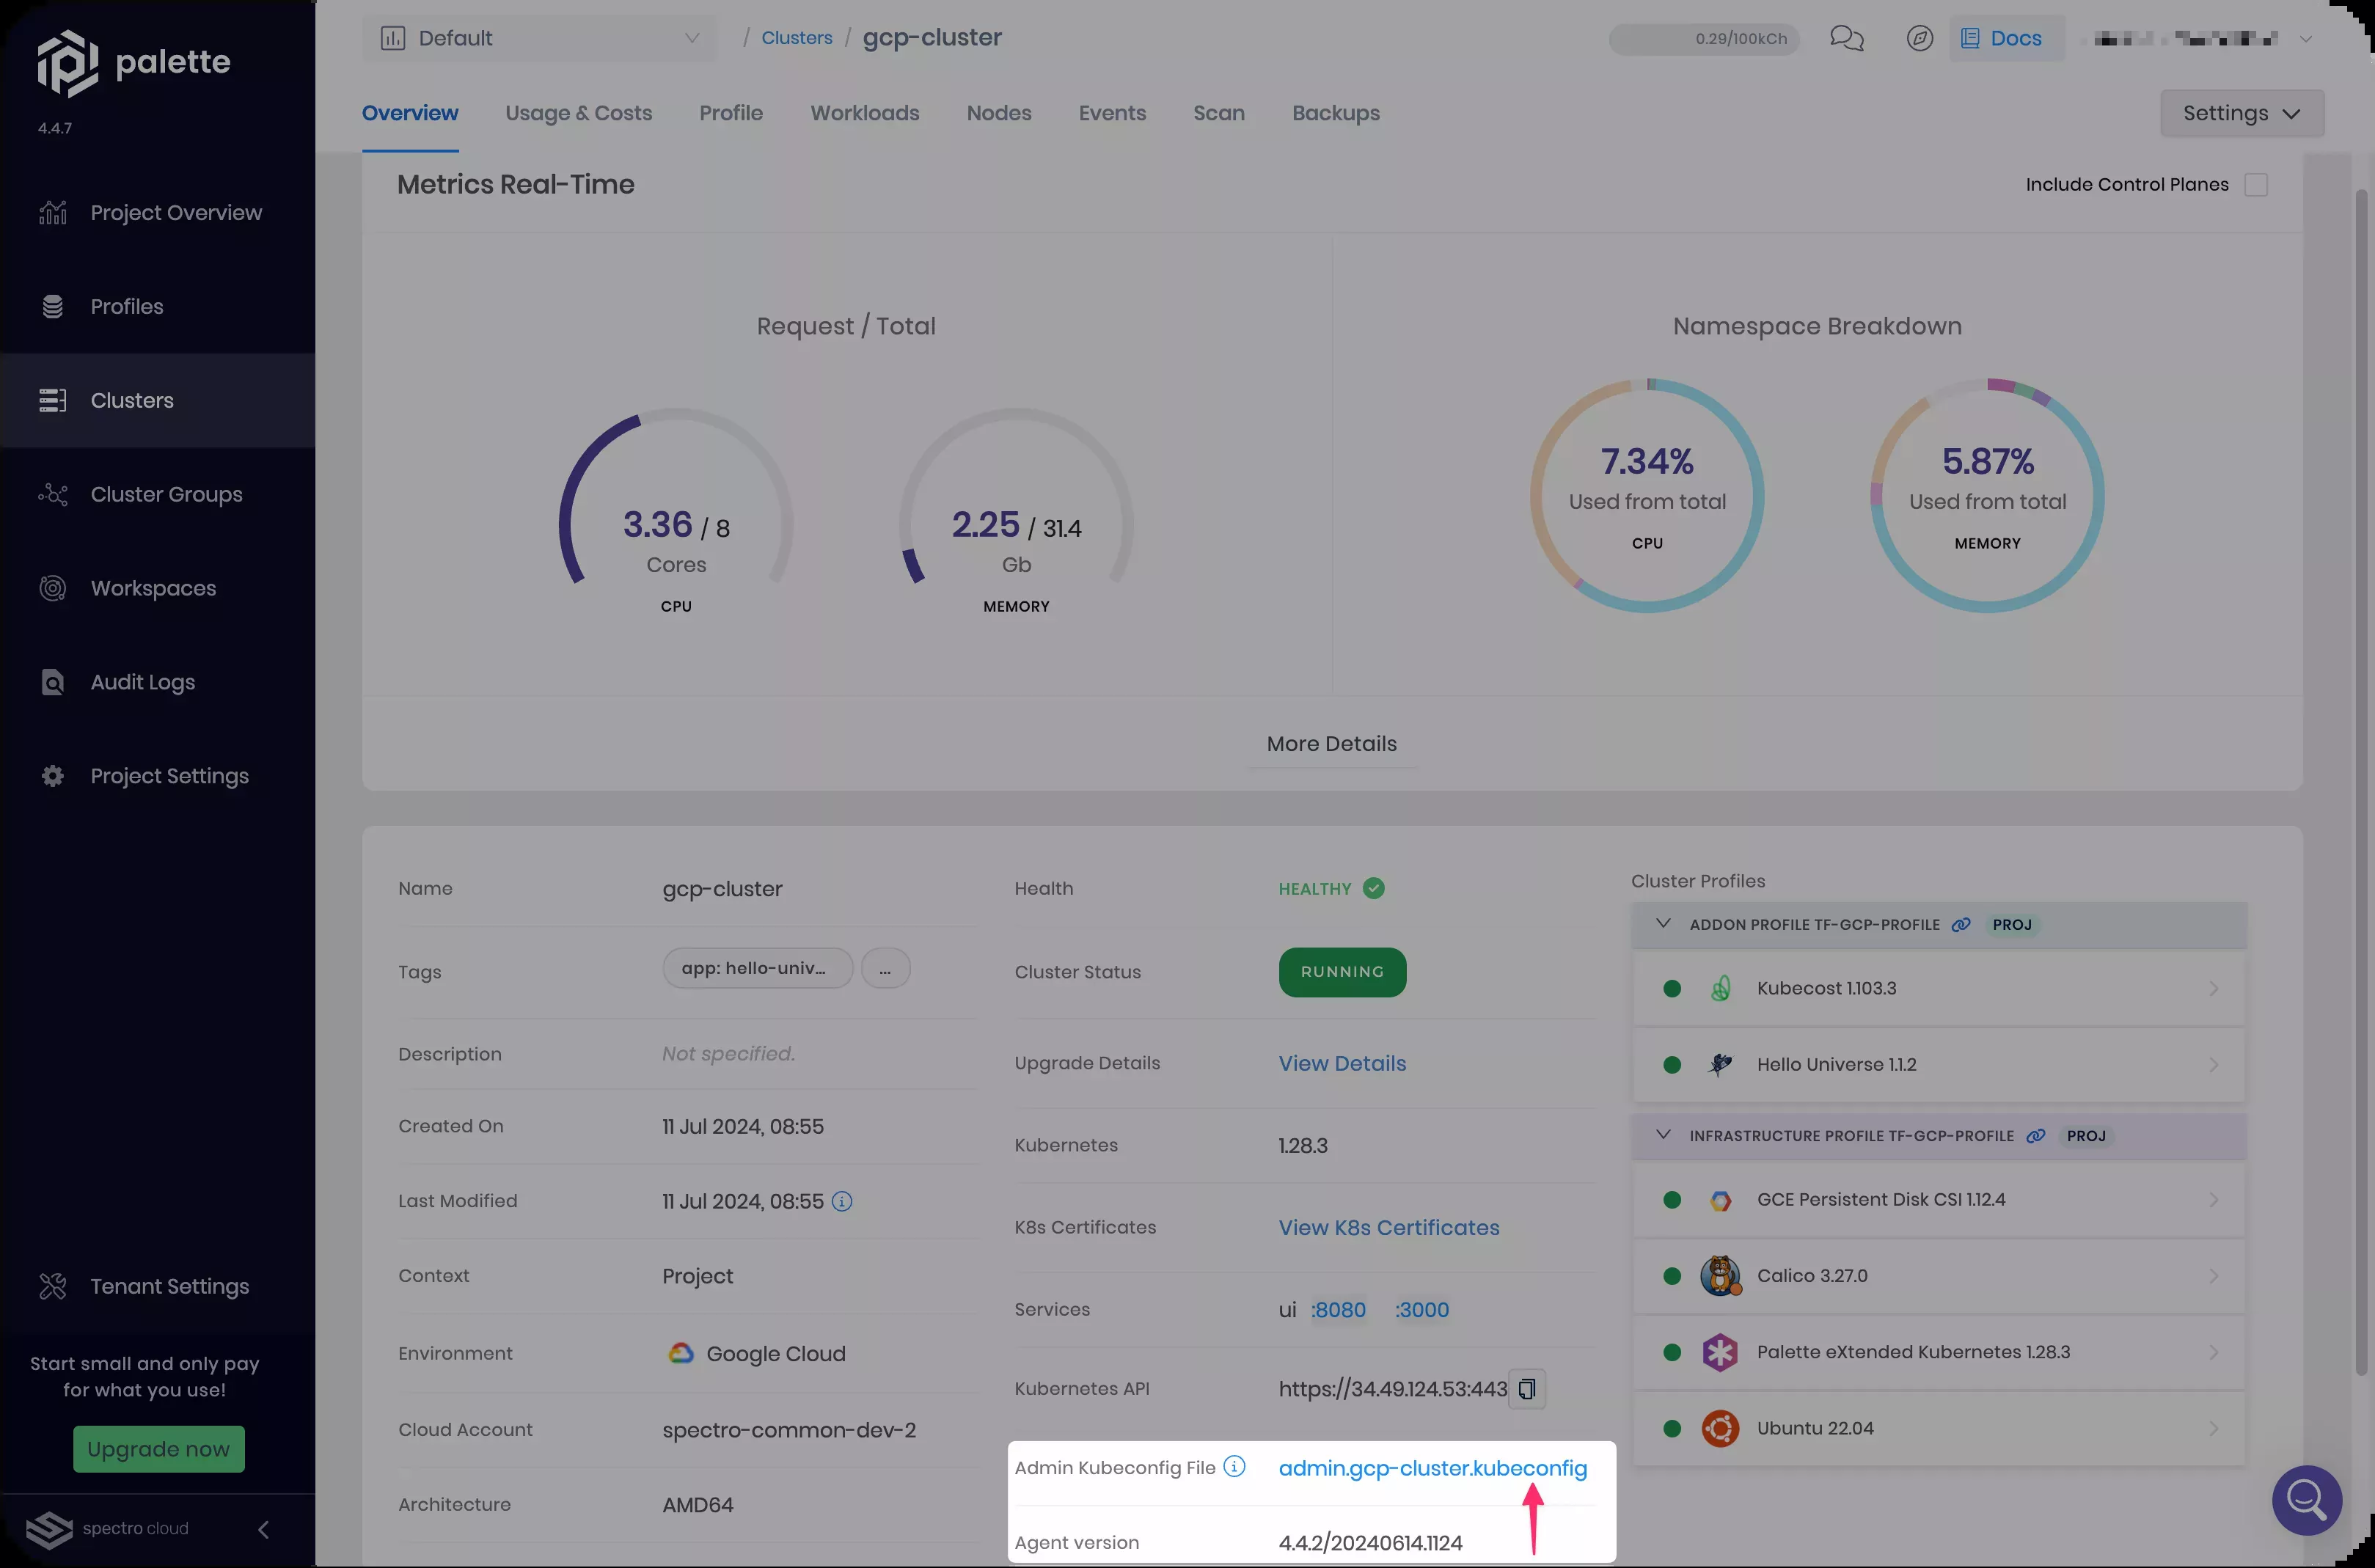 palette
4.4.7
Project Overview
Profiles
Clusters
Cluster Groups
Workspaces
Audit Logs
Project Settings
Tenant Settings
Start small and only pay
for what you use!
Upgrade now
spectro cloud
Default / Clusters / gcp-cluster
0.29/100kCh
Docs
Overview Usage & Costs Profile Workloads Nodes Events Scan Backups
Settings
Metrics Real-Time
Include Control Planes
Request / Total
3.36 / 8
Cores
CPU
2.25 / 31.4
Gb
MEMORY
Namespace Breakdown
7.34%
Used from total
CPU
5.87%
Used from total
MEMORY
More Details
Name gcp-cluster
Tags app: hello-univ... ...
Description Not specified.
Created On 11 Jul 2024, 08:55
Last Modified 11 Jul 2024, 08:55
Context Project
Environment Google Cloud
Cloud Account spectro-common-dev-2
Architecture AMD64
Health HEALTHY
Cluster Status RUNNING
Upgrade Details View Details
Kubernetes 1.28.3
K8s Certificates View K8s Certificates
Services ui :8080 :3000
Kubernetes API https://34.49.124.53:443
Admin Kubeconfig File admin.gcp-cluster.kubeconfig
Agent version 4.4.2/20240614.1124
Cluster Profiles
ADDON PROFILE TF-GCP-PROFILE PROJ
Kubecost 1.103.3
Hello Universe 1.1.2
INFRASTRUCTURE PROFILE TF-GCP-PROFILE PROJ
GCE Persistent Disk CSI 1.12.4
Calico 3.27.0
Palette eXtended Kubernetes 1.28.3
Ubuntu 22.04